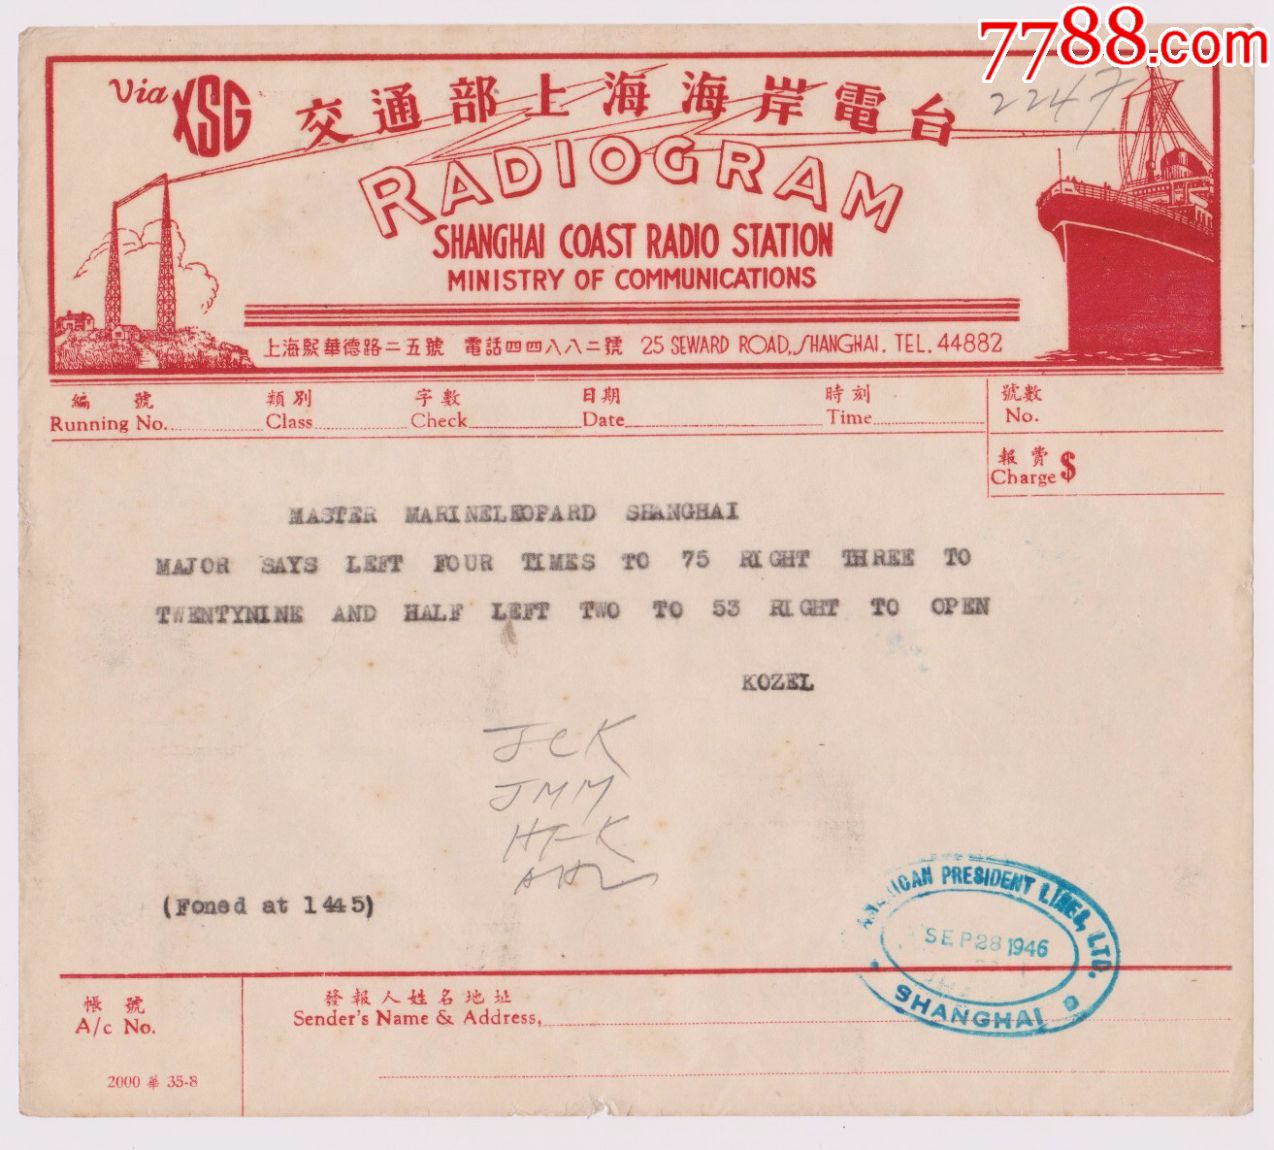 7788.com
Via XSG
交通部上海海岸電台
2247
RADIOGRAM
SHANGHAI COAST RADIO STATION
MINISTRY OF COMMUNICATIONS
上海熙華德路二五號 電話四四八八二號 25 SEWARD ROAD, SHANGHAI. TEL. 44882
編 號 類別 字數 日期 時刻 號數
Running No. Class Check Date Time No.
報費
Charge $
MASTER MARINELEOPARD SHANGHAI
MAJOR SAYS LEFT FOUR TIMES TO 75 RIGHT THREE TO
TWENTYNINE AND HALF LEFT TWO TO 53 RIGHT TO OPEN
KOZEL
JCK
JMM
HFK
(Foned at 1445)
AMERICAN PRESIDENT LINES, LTD.
SEP 28 1946
SHANGHAI
帳號 發報人姓名地址
A/c No. Sender's Name & Address,
2000 華 35-8